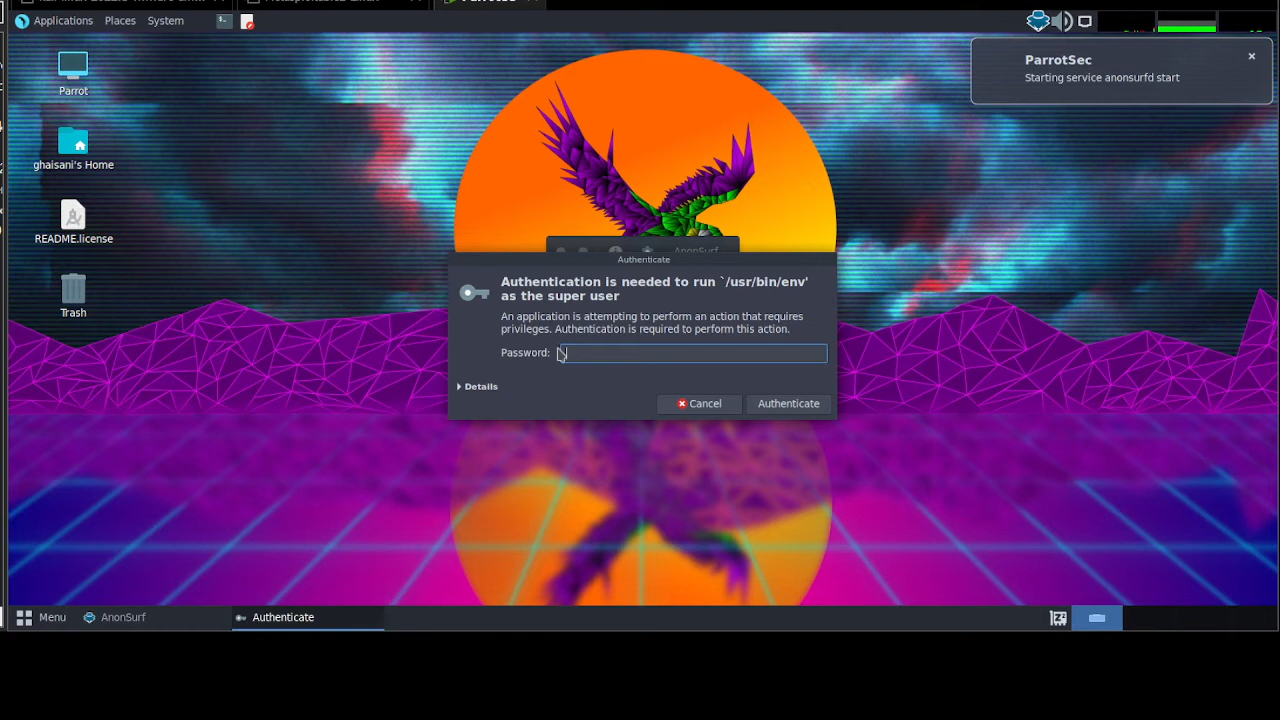 Applications Places System
ParrotSec
Starting service anonsurfd start
Parrot
ghaisani's Home
README.license
Trash
AnonSurf
Authenticate
Authentication is needed to run `/usr/bin/env'
as the super user
An application is attempting to perform an action that requires
privileges. Authentication is required to perform this action.
Password:
Details
Cancel Authenticate
Menu AnonSurf Authenticate